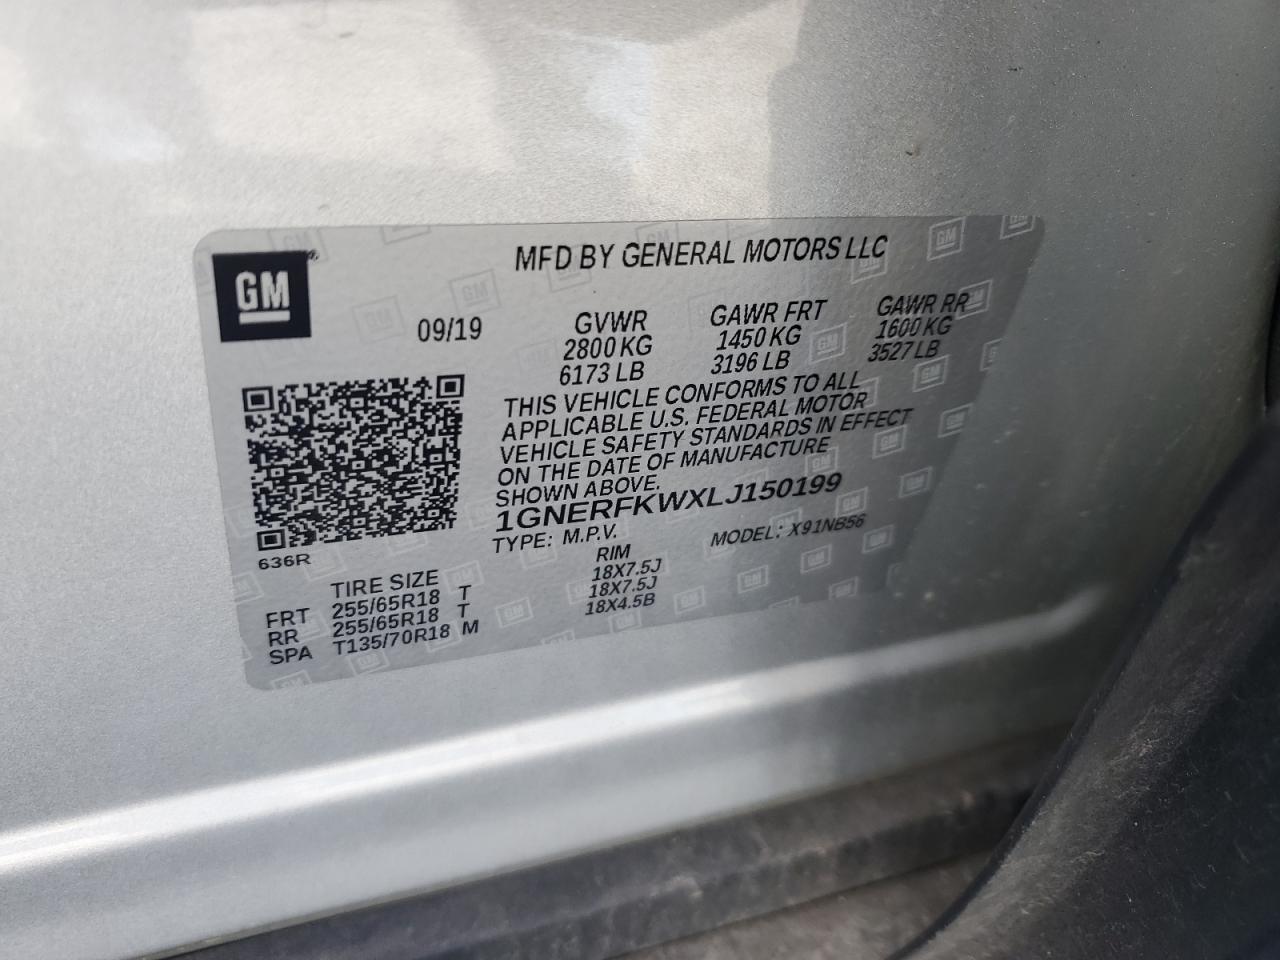 GM
MFD BY GENERAL MOTORS LLC
09/19
GVWR GAWR FRT GAWR RR
2800 KG 1450 KG 1600 KG
6173 LB 3196 LB 3527 LB
THIS VEHICLE CONFORMS TO ALL
APPLICABLE U.S. FEDERAL MOTOR
VEHICLE SAFETY STANDARDS IN EFFECT
ON THE DATE OF MANUFACTURE
SHOWN ABOVE.
1GNERFKWXLJ150199
TYPE: M.P.V. MODEL: X91NB56
636R
TIRE SIZE RIM
FRT 255/65R18 T 18X7.5J
RR 255/65R18 T 18X7.5J
SPA T135/70R18 M 18X4.5B